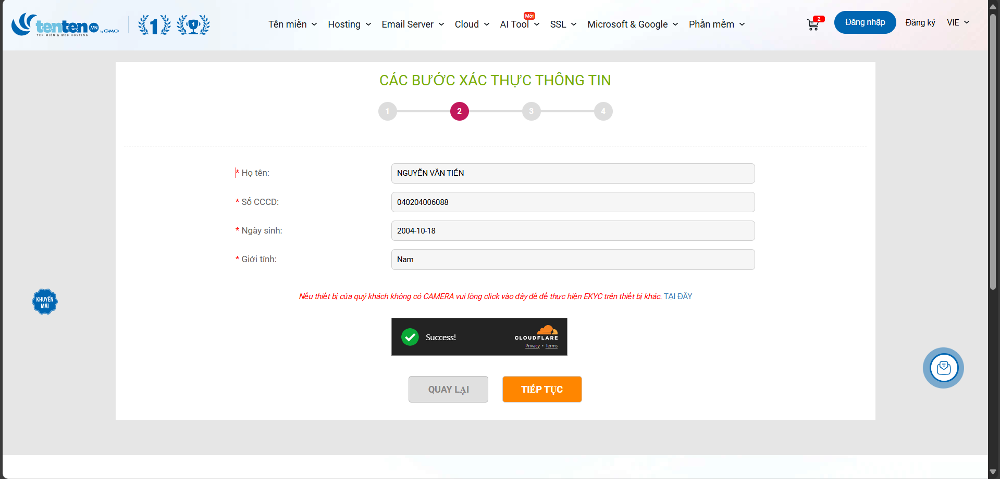 tenten.VN by GMO
TÊN MIỀN & WEB HOSTING
1
1
Tên miền
Hosting
Email Server
Cloud
AI Tool
Mới
SSL
Microsoft & Google
Phần mềm
2
Đăng nhập
Đăng ký
VIE
CÁC BƯỚC XÁC THỰC THÔNG TIN
1
2
3
4
* Họ tên:
NGUYỄN VĂN TIẾN
* Số CCCD:
040204006088
* Ngày sinh:
2004-10-18
* Giới tính:
Nam
Nếu thiết bị của quý khách không có CAMERA vui lòng click vào đây để để thực hiện EKYC trên thiết bị khác. TẠI ĐÂY
KHUYẾN
MÃI
Success!
CLOUDFLARE
Privacy • Terms
QUAY LẠI
TIẾP TỤC